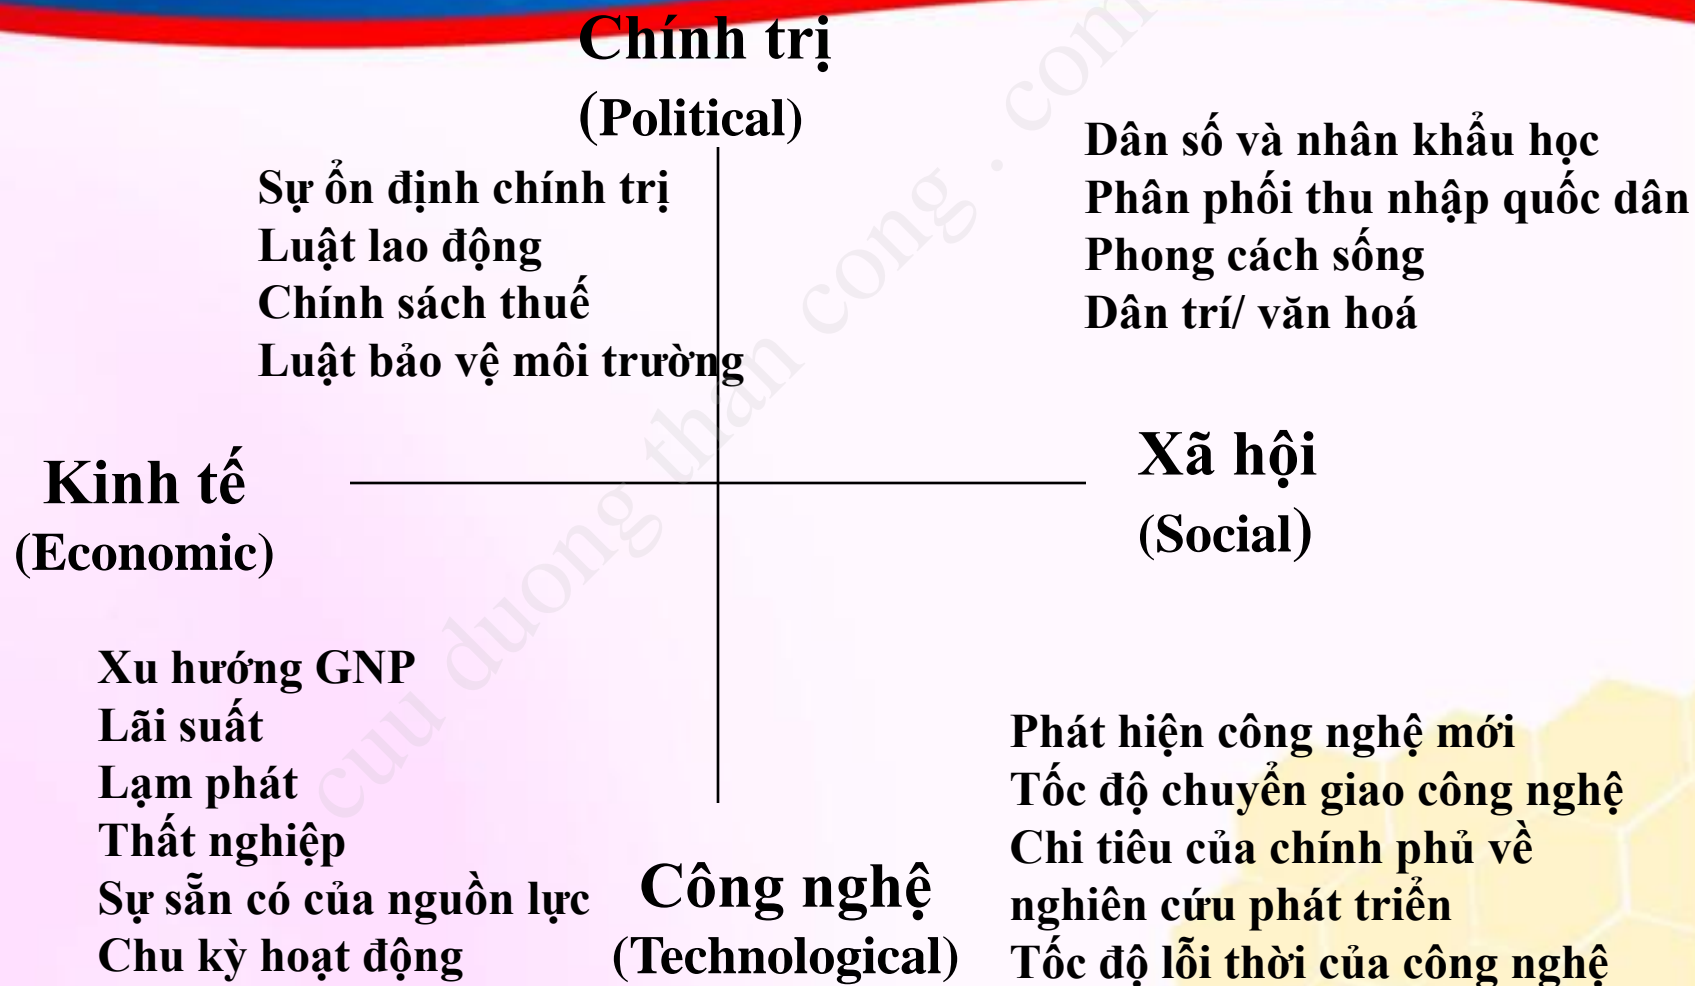 Chính trị
(Political)
Sự ổn định chính trị
Luật lao động
Chính sách thuế
Luật bảo vệ môi trường
Dân số và nhân khẩu học
Phân phối thu nhập quốc dân
Phong cách sống
Dân trí/ văn hoá
Kinh tế
(Economic)
Xã hội
(Social)
Xu hướng GNP
Lãi suất
Lạm phát
Thất nghiệp
Sự sẵn có của nguồn lực
Chu kỳ hoạt động
Công nghệ
(Technological)
Phát hiện công nghệ mới
Tốc độ chuyển giao công nghệ
Chi tiêu của chính phủ về
nghiên cứu phát triển
Tốc độ lỗi thời của công nghệ
cuu duong than cong . com